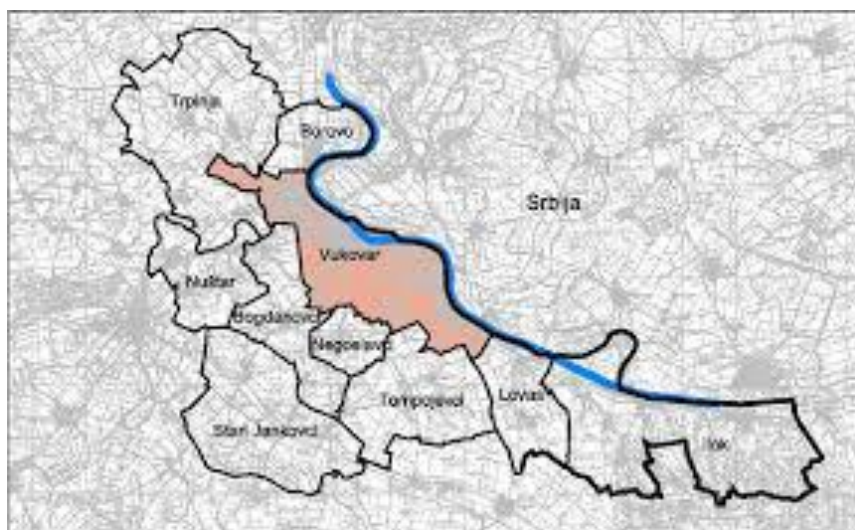 Trpinja
Borovo
Srbija
Vukovar
Nuštar
Bogdanovci
Negoslavci
Tompojevci
Lovas
Stari Jankovci
Ilok